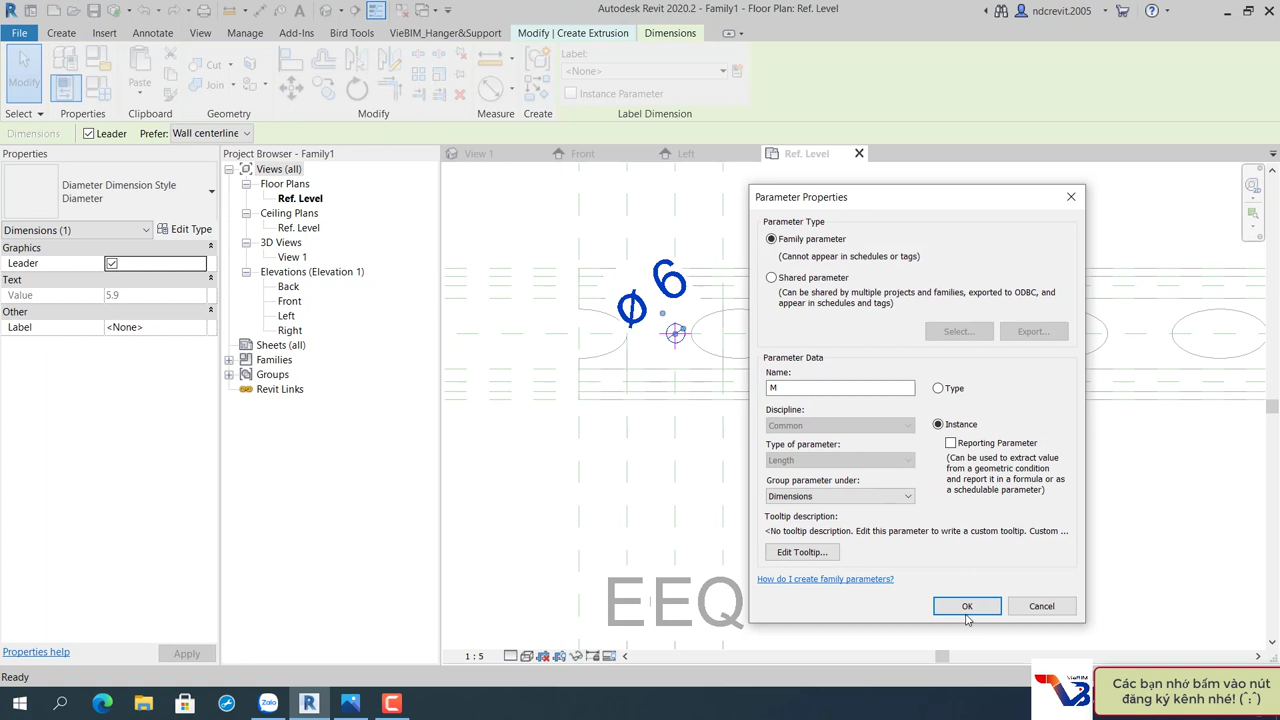 Autodesk Revit 2020.2 - Family1 - Floor Plan: Ref. Level
ndcrevit.2005
File
Create
Insert
Annotate
View
Manage
Add-Ins
Bird Tools
VieBIM_Hanger&Support
Modify | Create Extrusion
Dimensions
Modify
Paste
Cut
Join
Label:
<None>
Instance Parameter
Select
Properties
Clipboard
Geometry
Modify
Measure
Create
Label Dimension
Dimensions
Leader
Prefer:
Wall centerline
Properties
Diameter Dimension Style
Diameter
Dimensions (1)
Edit Type
Graphics
Leader
Text
Value
5.9
Other
Label
<None>
Properties help
Apply
Project Browser - Family1
Views (all)
Floor Plans
Ref. Level
Ceiling Plans
Ref. Level
3D Views
View 1
Elevations (Elevation 1)
Back
Front
Left
Right
Sheets (all)
Families
Groups
Revit Links
View 1
Front
Left
Ref. Level
ø 6
EEQ
Parameter Properties
Parameter Type
Family parameter
(Cannot appear in schedules or tags)
Shared parameter
(Can be shared by multiple projects and families, exported to ODBC, and
appear in schedules and tags)
Select...
Export...
Parameter Data
Name:
M
Type
Discipline:
Common
Instance
Type of parameter:
Reporting Parameter
Length
(Can be used to extract value
from a geometric condition
and report it in a formula or as
a schedulable parameter)
Group parameter under:
Dimensions
Tooltip description:
<No tooltip description. Edit this parameter to write a custom tooltip. Custom ...
Edit Tooltip...
How do I create family parameters?
OK
Cancel
1 : 5
Ready
VieBIM
Các bạn nhớ bấm vào nút
đăng ký kênh nhé! (ˆ:ˆ)